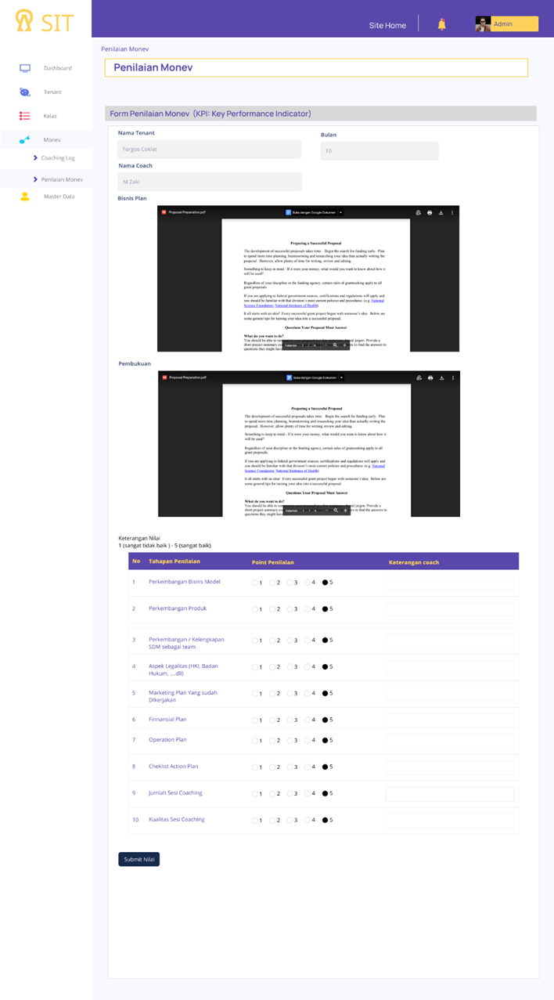 SIT
Site Home
Admin
Dashboard
Tenant
Kelas
Monev
Coaching Log
Penilaian Monev
Master Data
Penilaian Monev
Penilaian Monev
Form Penilaian Monev (KPI: Key Performance Indicator)
Nama Tenant
Bulan
Forgos Coklat
10
Nama Coach
M Zaki
Bisnis Plan
Proposal Preparation.pdf
Buka dengan Google Dokumen
Preparing a Successful Proposal
The development of successful proposals takes time. Begin the search for funding early. Plan
to spend more time planning, brainstorming and researching your idea than actually writing the
proposal. However, allow plenty of time for writing, review and editing.
Something to keep in mind - If it were your money, what would you want to know about how it
will be used?
Regardless of your discipline or the funding agency, certain rules of grantseeking apply to all
grant proposals.
If you are applying to federal government sources, certifications and regulations will apply and
you should be familiar with that division's most current policies and procedures. (e.g. National
Science Foundation, National Institutes of Health).
It all starts with an idea! Every successful grant project began with someone's idea. Below are
some general tips for turning your idea into a successful proposal.
Questions Your Proposal Must Answer
What do you want to do?
You should be able to jargon. Provide a
short project summary to find the answers to
questions they might have
Halaman
Pembukuan
Proposal Preparation.pdf
Buka dengan Google Dokumen
Preparing a Successful Proposal
The development of successful proposals takes time. Begin the search for funding early. Plan
to spend more time planning, brainstorming and researching your idea than actually writing the
proposal. However, allow plenty of time for writing, review and editing.
Something to keep in mind - If it were your money, what would you want to know about how it
will be used?
Regardless of your discipline or the funding agency, certain rules of grantseeking apply to all
grant proposals.
If you are applying to federal government sources, certifications and regulations will apply and
you should be familiar with that division's most current policies and procedures. (e.g. National
Science Foundation, National Institutes of Health).
It all starts with an idea! Every successful grant project began with someone's idea. Below are
some general tips for turning your idea into a successful proposal.
Questions Your Proposal Must Answer
What do you want to do?
You should be able to jargon. Provide a
short project summary to find the answers to
questions they might have
Halaman
Keterangan Nilai
1 (sangat tidak baik ) - 5 (sangat baik)
No Tahapan Penilaian Point Penilaian Keterangan coach
1 Perkembangan Bisnis Model 1 2 3 4 5
2 Perkembangan Produk 1 2 3 4 5
3 Perkembangan / Kelengkapan
SDM sebagai team 1 2 3 4 5
4 Aspek Legalitas (HKI, Badan
Hukum, ....dll) 1 2 3 4 5
5 Marketing Plan Yang sudah
Dikerjakan 1 2 3 4 5
6 Finnansial Plan 1 2 3 4 5
7 Operation Plan 1 2 3 4 5
8 Cheklist Action Plan 1 2 3 4 5
9 Jumlah Sesi Coaching 1 2 3 4 5
10 Kualitas Sesi Coaching 1 2 3 4 5
Submit Nilai